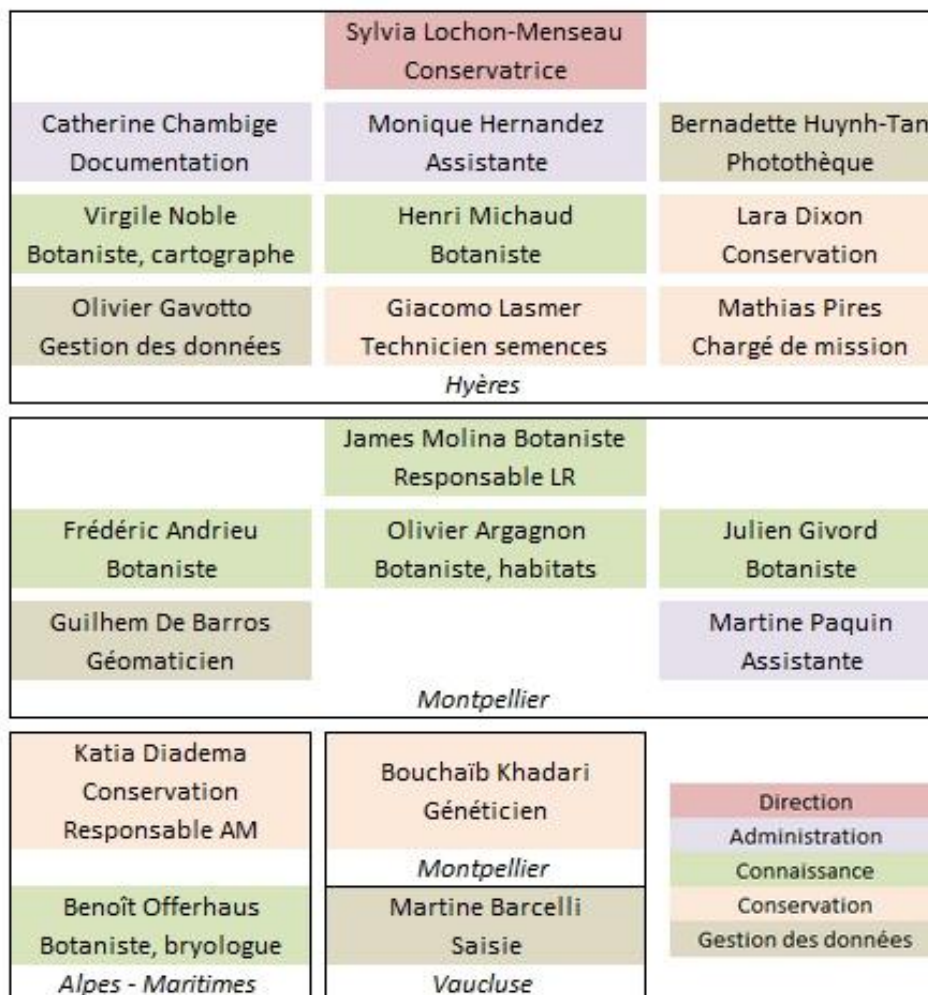 Sylvia Lochon-Menseau
Conservatrice
Catherine Chambige
Documentation
Monique Hernandez
Assistante
Bernadette Huynh-Tan
Photothèque
Virgile Noble
Botaniste, cartographe
Henri Michaud
Botaniste
Lara Dixon
Conservation
Olivier Gavotto
Gestion des données
Giacomo Lasmer
Technicien semences
Mathias Pires
Chargé de mission
Hyères
James Molina Botaniste
Responsable LR
Frédéric Andrieu
Botaniste
Olivier Argagnon
Botaniste, habitats
Julien Givord
Botaniste
Guilhem De Barros
Géomaticien
Martine Paquin
Assistante
Montpellier
Katia Diadema
Conservation
Responsable AM
Benoît Offerhaus
Botaniste, bryologue
Alpes - Maritimes
Bouchaïb Khadari
Généticien
Montpellier
Martine Barcelli
Saisie
Vaucluse
Direction
Administration
Connaissance
Conservation
Gestion des données